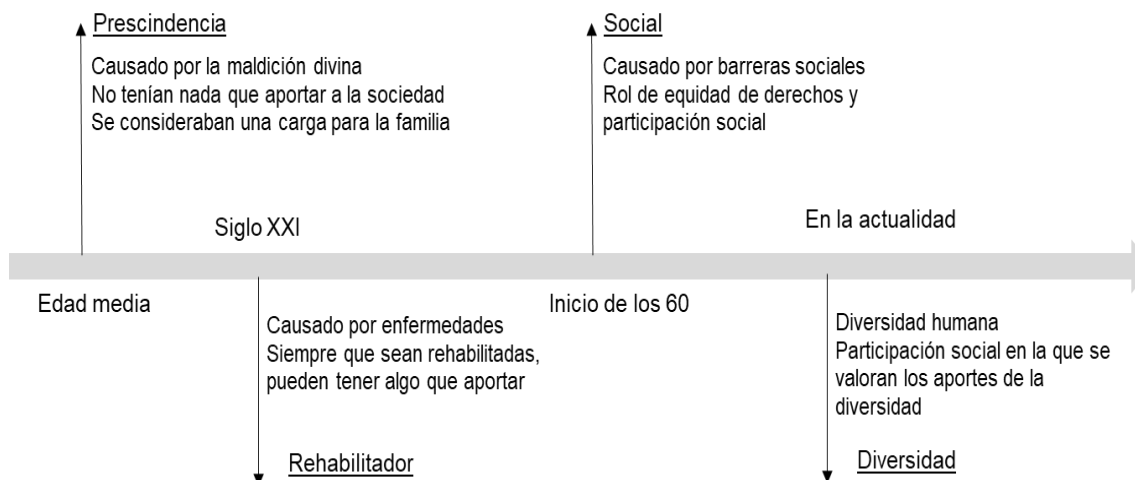 Prescindencia
Causado por la maldición divina
No tenían nada que aportar a la sociedad
Se consideraban una carga para la familia
Social
Causado por barreras sociales
Rol de equidad de derechos y
participación social
Siglo XXI
En la actualidad
Edad media
Inicio de los 60
Causado por enfermedades
Siempre que sean rehabilitadas,
pueden tener algo que aportar
Rehabilitador
Diversidad humana
Participación social en la que se
valoran los aportes de la
diversidad
Diversidad